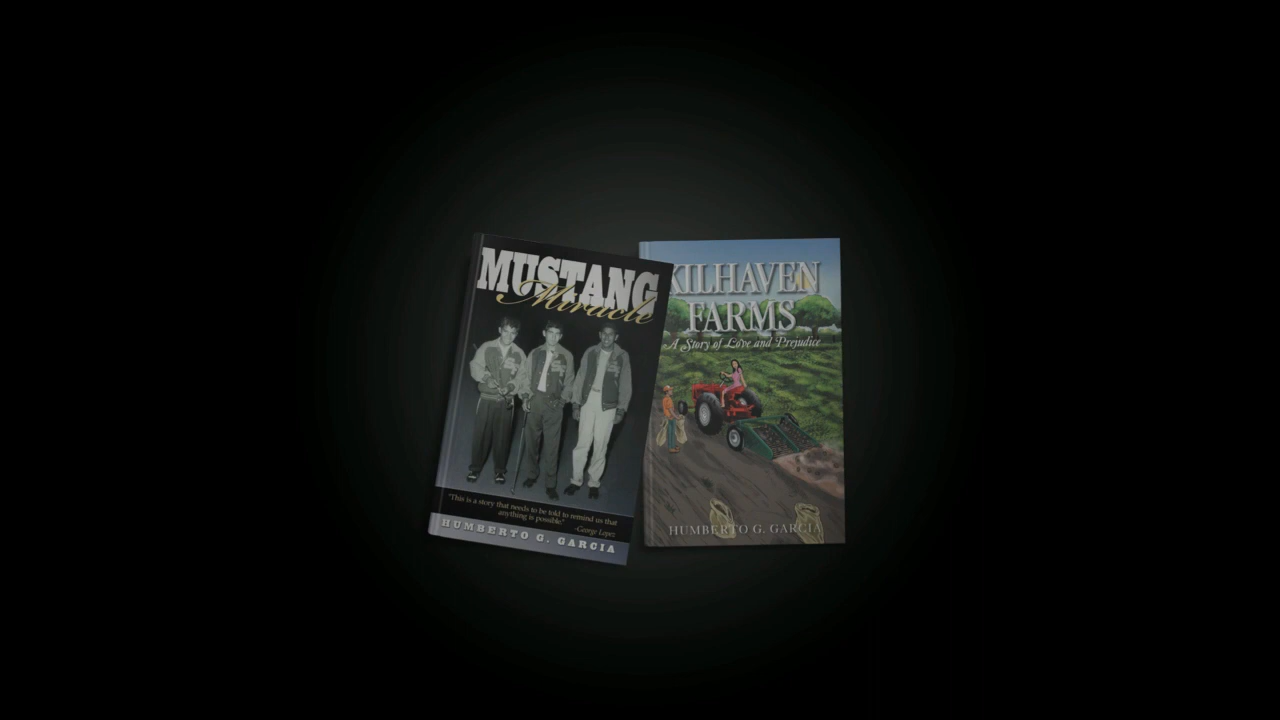 MUSTANG
Miracle
"This is a story that needs to be told to remind us that
anything is possible."
-George Lopez
HUMBERTO G. GARCIA
KILHAVEN
FARMS
A Story of Love and Prejudice
HUMBERTO G. GARCIA